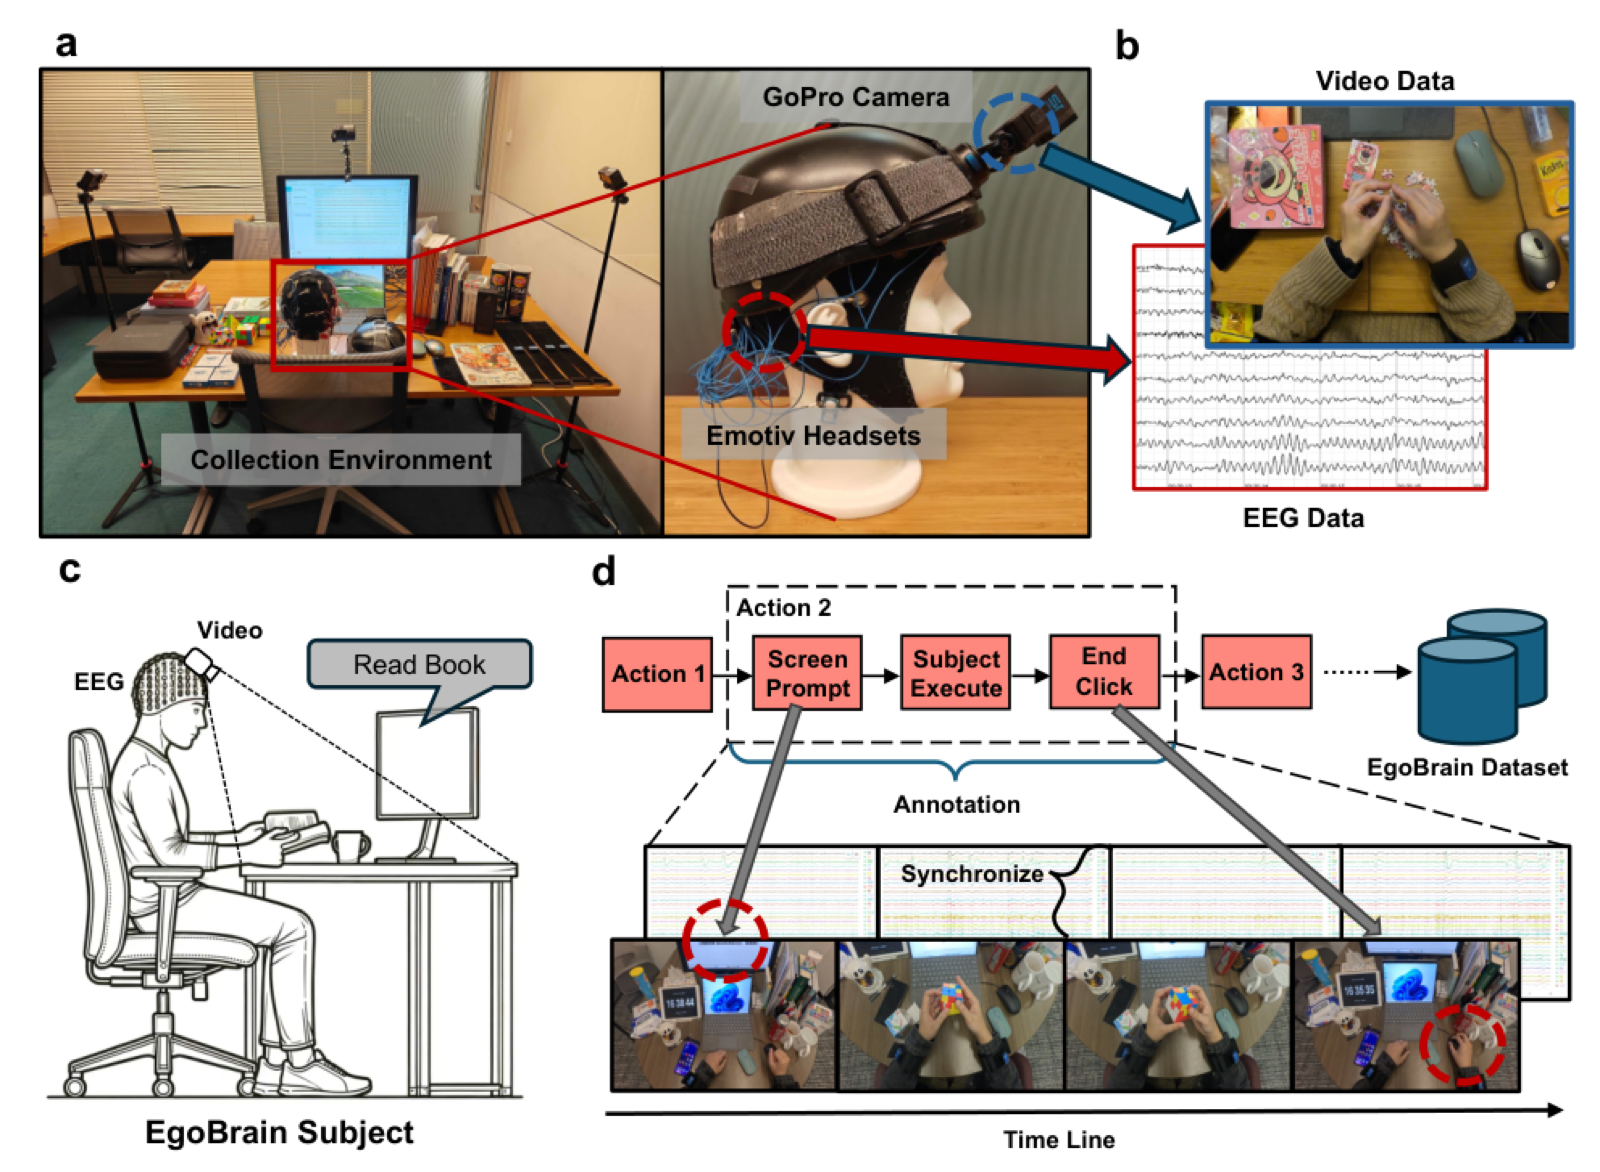 a
b
GoPro Camera
Video Data
Emotiv Headsets
Collection Environment
EEG Data
c
d
Video
EEG
Read Book
EgoBrain Subject
Action 2
Action 1
Screen
Prompt
Subject
Execute
End
Click
Action 3
EgoBrain Dataset
Annotation
Synchronize
Time Line